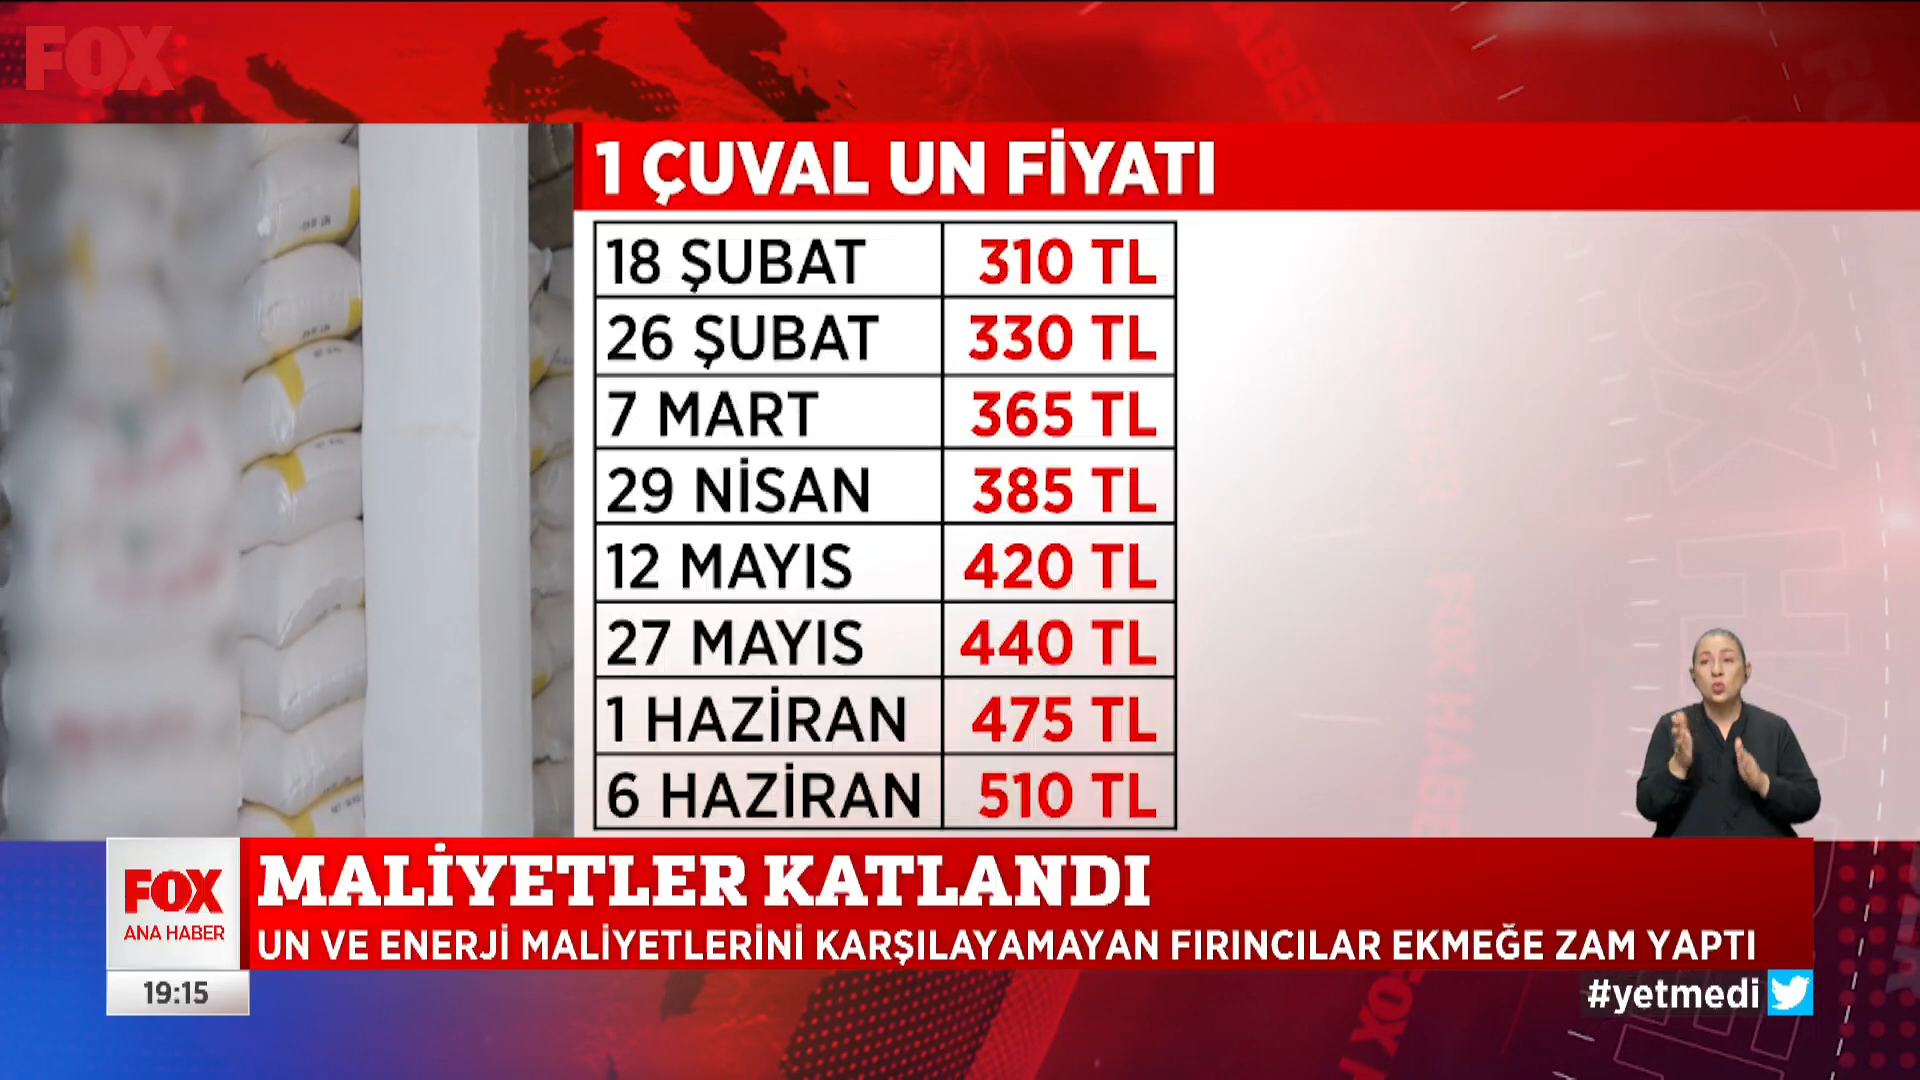 FOX
1 ÇUVAL UN FİYATI
18 ŞUBAT 310 TL
26 ŞUBAT 330 TL
7 MART 365 TL
29 NİSAN 385 TL
12 MAYIS 420 TL
27 MAYIS 440 TL
1 HAZİRAN 475 TL
6 HAZİRAN 510 TL
FOX
ANA HABER
MALİYETLER KATLANDI
UN VE ENERJİ MALİYETLERİNİ KARŞILAYAMAYAN FIRINCILAR EKMEĞE ZAM YAPTI
19:15
#yetmedi